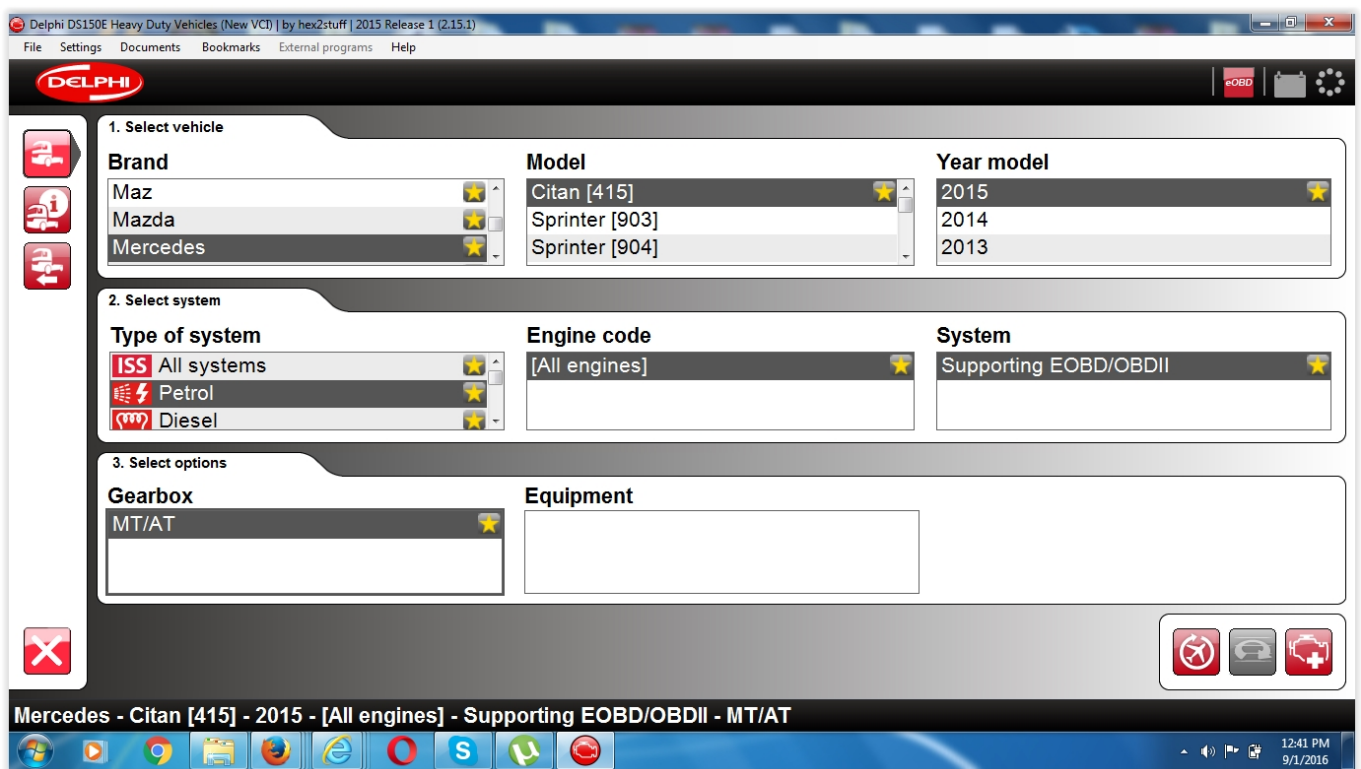 Delphi DS150E Heavy Duty Vehicles (New VCI) | by hex2stuff | 2015 Release 1 (2.15.1)
File Settings Documents Bookmarks External programs Help
DELPHI
eOBD
1. Select vehicle
Brand Model Year model
Maz Citan [415] 2015
Mazda Sprinter [903] 2014
Mercedes Sprinter [904] 2013
2. Select system
Type of system Engine code System
ISS All systems [All engines] Supporting EOBD/OBDII
Petrol
Diesel
3. Select options
Gearbox Equipment
MT/AT
Mercedes - Citan [415] - 2015 - [All engines] - Supporting EOBD/OBDII - MT/AT
12:41 PM
9/1/2016